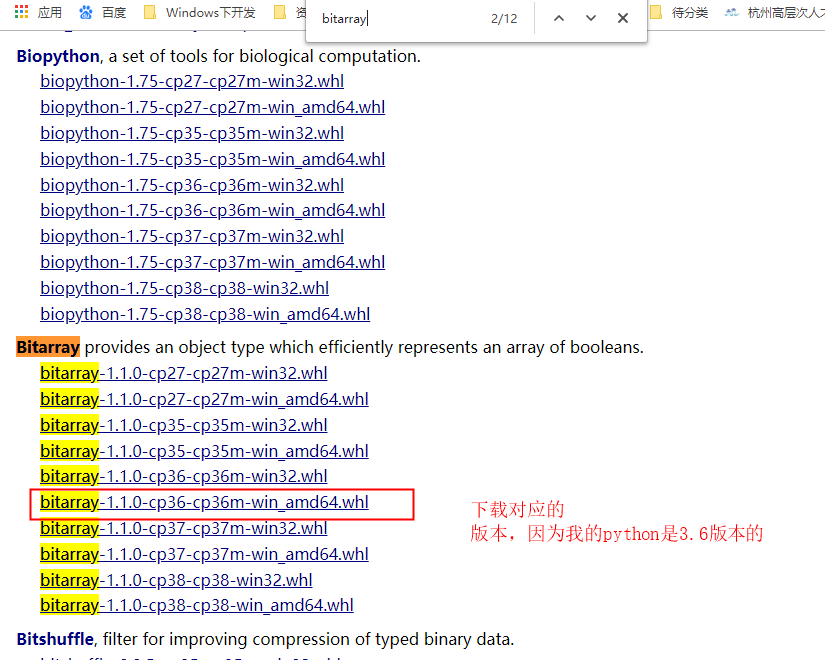 应用 百度 Windows下开发 资 bitarray 2/12 待分类 杭州高层次人才
Biopython, a set of tools for biological computation.
biopython-1.75-cp27-cp27m-win32.whl
biopython-1.75-cp27-cp27m-win_amd64.whl
biopython-1.75-cp35-cp35m-win32.whl
biopython-1.75-cp35-cp35m-win_amd64.whl
biopython-1.75-cp36-cp36m-win32.whl
biopython-1.75-cp36-cp36m-win_amd64.whl
biopython-1.75-cp37-cp37m-win32.whl
biopython-1.75-cp37-cp37m-win_amd64.whl
biopython-1.75-cp38-cp38-win32.whl
biopython-1.75-cp38-cp38-win_amd64.whl
Bitarray provides an object type which efficiently represents an array of booleans.
bitarray-1.1.0-cp27-cp27m-win32.whl
bitarray-1.1.0-cp27-cp27m-win_amd64.whl
bitarray-1.1.0-cp35-cp35m-win32.whl
bitarray-1.1.0-cp35-cp35m-win_amd64.whl
bitarray-1.1.0-cp36-cp36m-win32.whl
bitarray-1.1.0-cp36-cp36m-win_amd64.whl
bitarray-1.1.0-cp37-cp37m-win32.whl
bitarray-1.1.0-cp37-cp37m-win_amd64.whl
bitarray-1.1.0-cp38-cp38-win32.whl
bitarray-1.1.0-cp38-cp38-win_amd64.whl
下载对应的
版本，因为我的python是3.6版本的
Bitshuffle, filter for improving compression of typed binary data.